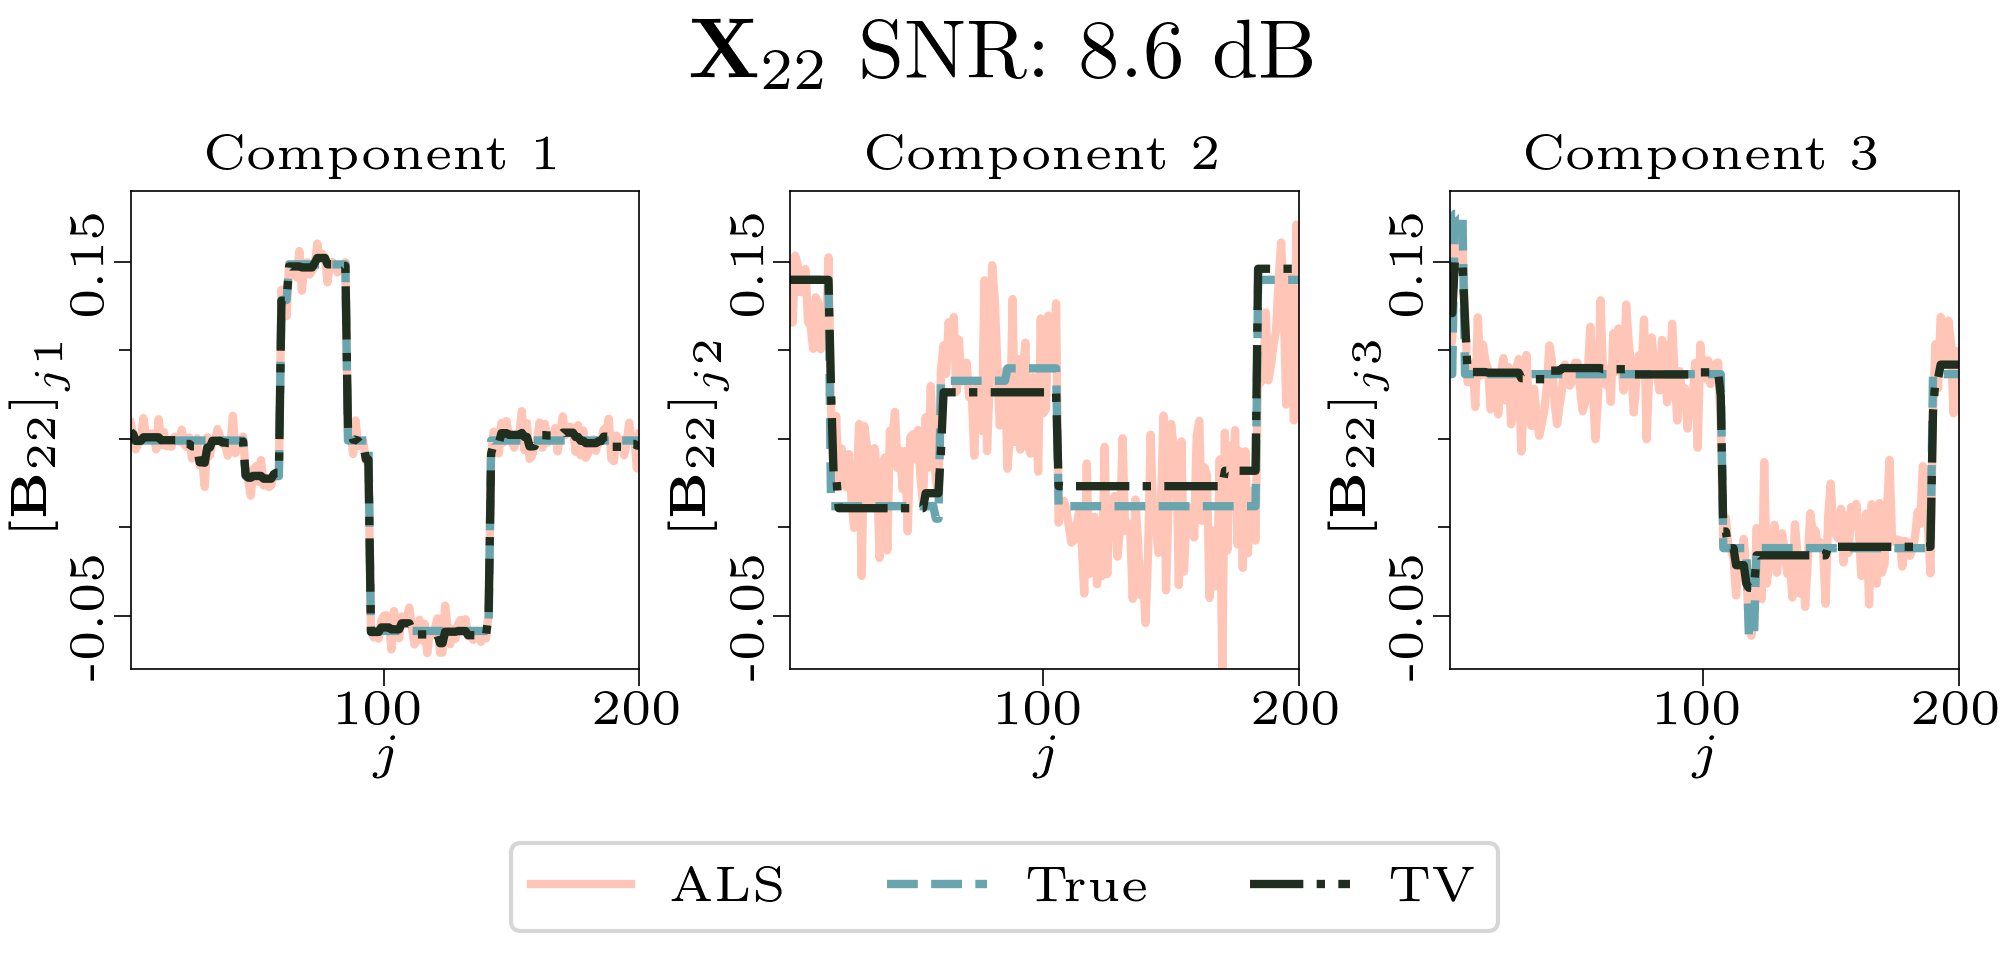 X22 SNR: 8.6 dB
Component 1
Component 2
Component 3
[B22]j1
0.15
-0.05
100
200
j
[B22]j2
0.15
-0.05
100
200
j
[B22]j3
0.15
-0.05
100
200
j
ALS
True
TV